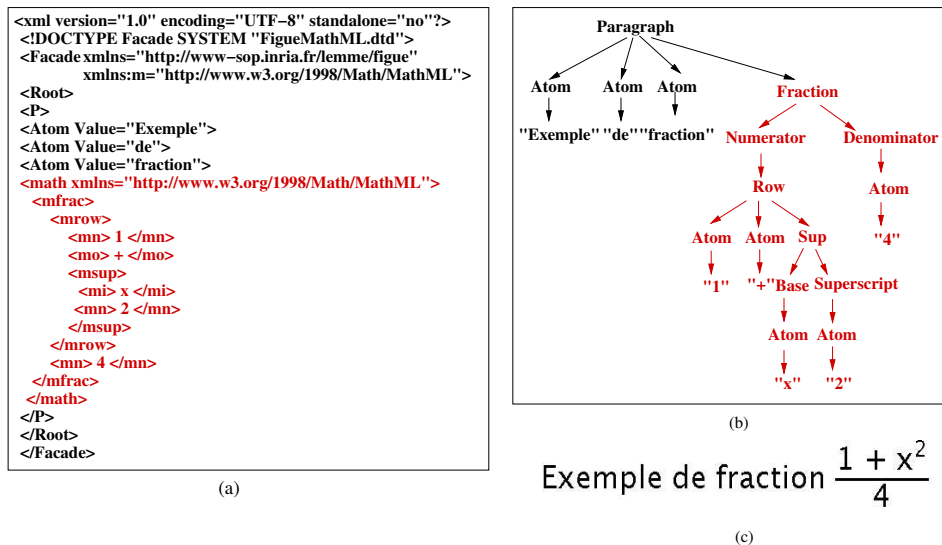 <xml version="1.0" encoding="UTF-8" standalone="no"?>
<!DOCTYPE Facade SYSTEM "FigueMathML.dtd">
<Facade xmlns="http://www-sop.inria.fr/lemme/figue"
xmlns:m="http://www.w3.org/1998/Math/MathML">
<Root>
<P>
<Atom Value="Exemple">
<Atom Value="de">
<Atom Value="fraction">
<math xmlns="http://www.w3.org/1998/Math/MathML">
<mfrac>
<mrow>
<mn> 1 </mn>
<mo> + </mo>
<msup>
<mi> x </mi>
<mn> 2 </mn>
</msup>
</mrow>
<mn> 4 </mn>
</mfrac>
</math>
</P>
</Root>
</Facade>
(a)
Paragraph
Atom Atom Atom Fraction
"Exemple" "de" "fraction" Numerator Denominator
Row Atom
Atom Atom Sup "4"
"1" "+" Base Superscript
Atom Atom
"x" "2"
(b)
Exemple de fraction 1 + x²
4
(c)